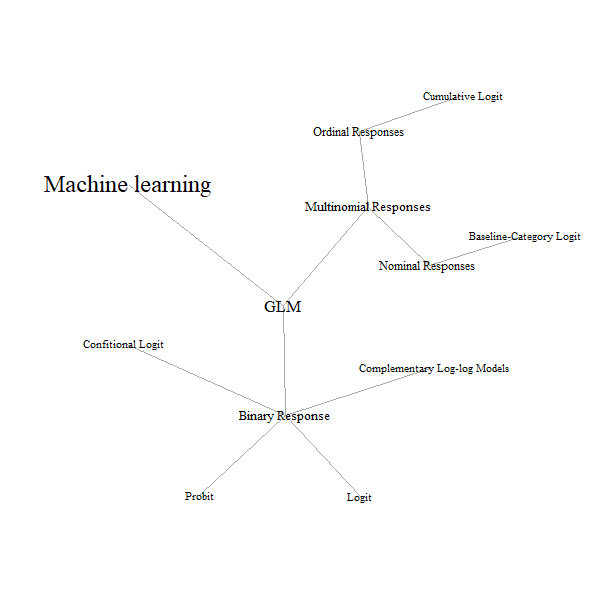 Cumulative Logit
Ordinal Responses
Machine learning
Multinomial Responses
Baseline-Category Logit
Nominal Responses
GLM
Confitional Logit
Complementary Log-log Models
Binary Response
Probit
Logit